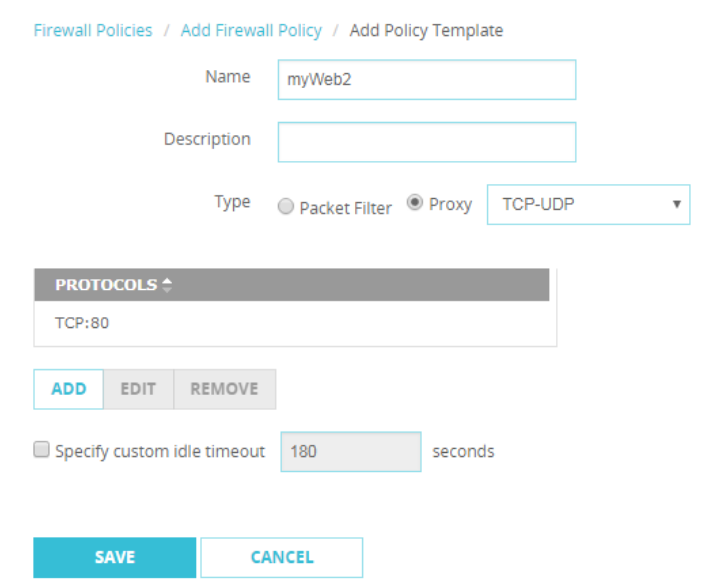 Firewall Policies / Add Firewall Policy / Add Policy Template
Name myWeb2
Description
Type Packet Filter Proxy TCP-UDP
PROTOCOLS
TCP:80
ADD EDIT REMOVE
Specify custom idle timeout 180 seconds
SAVE CANCEL